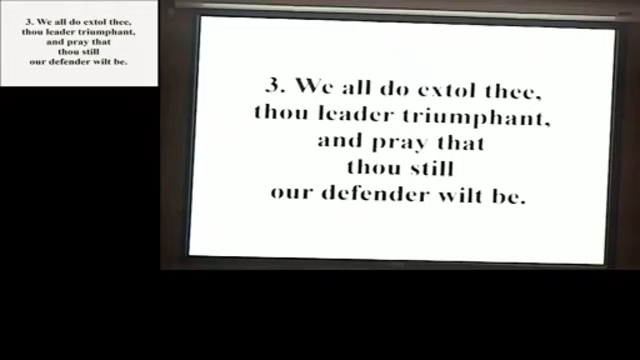 3. We all do extol thee,
thou leader triumphant,
and pray that
thou still
our defender wilt be.
3. We all do extol thee,
thou leader triumphant,
and pray that
thou still
our defender wilt be.